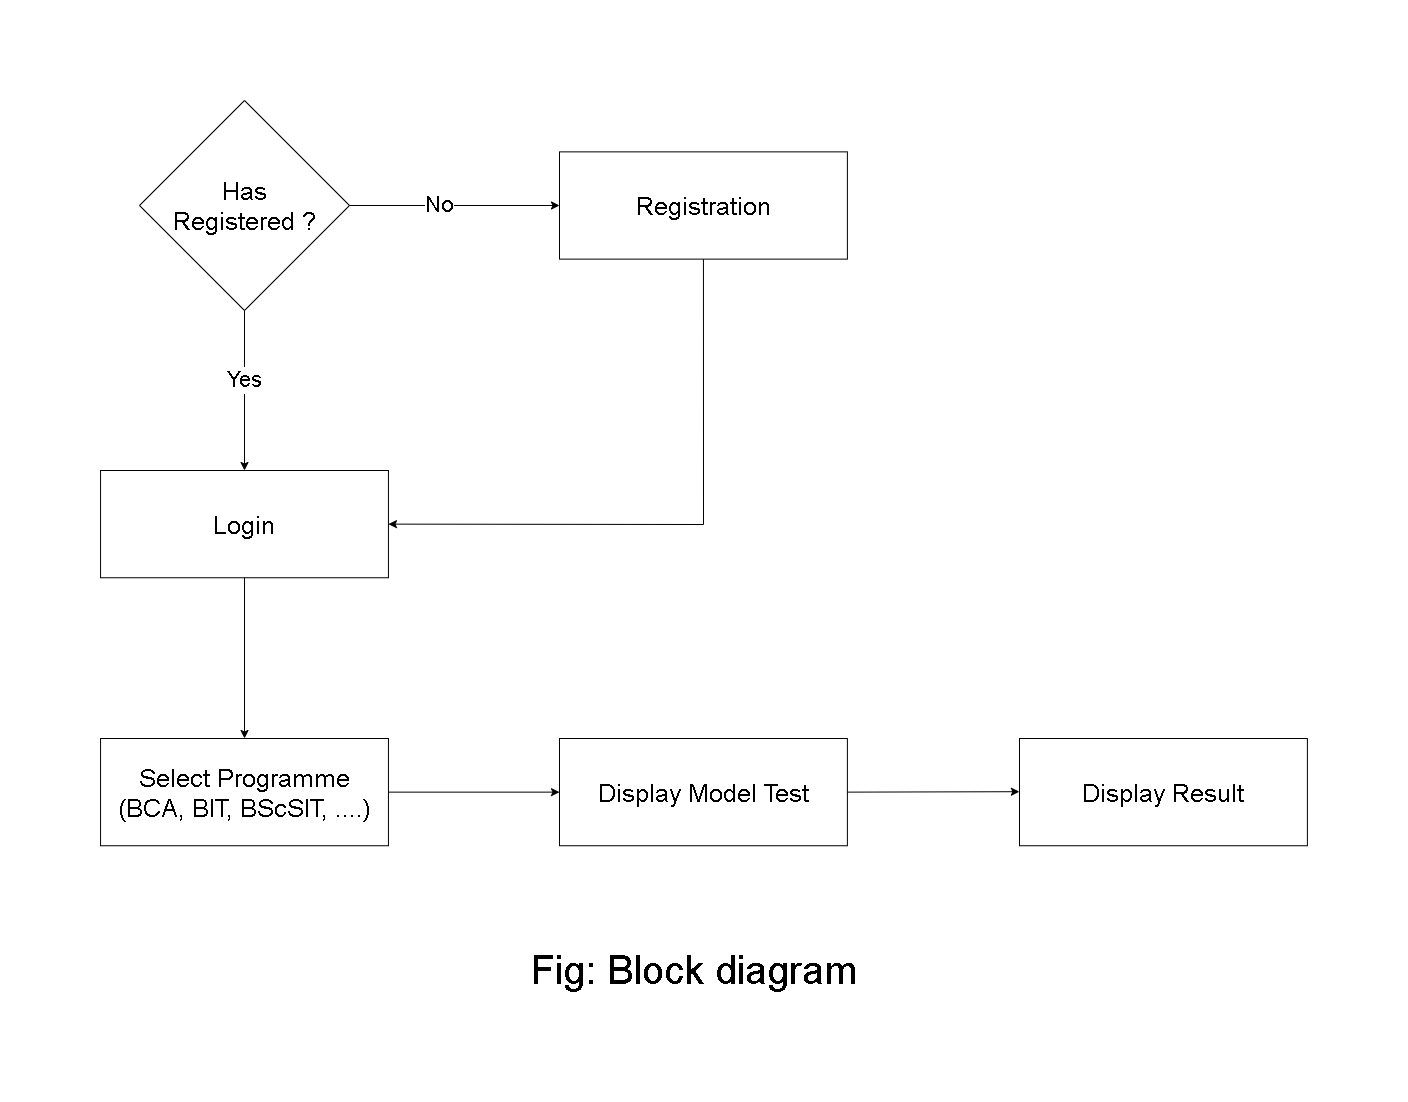 Has
Registered ?
No
Registration
Yes
Login
Select Programme
(BCA, BIT, BScSIT, ....)
Display Model Test
Display Result
Fig: Block diagram